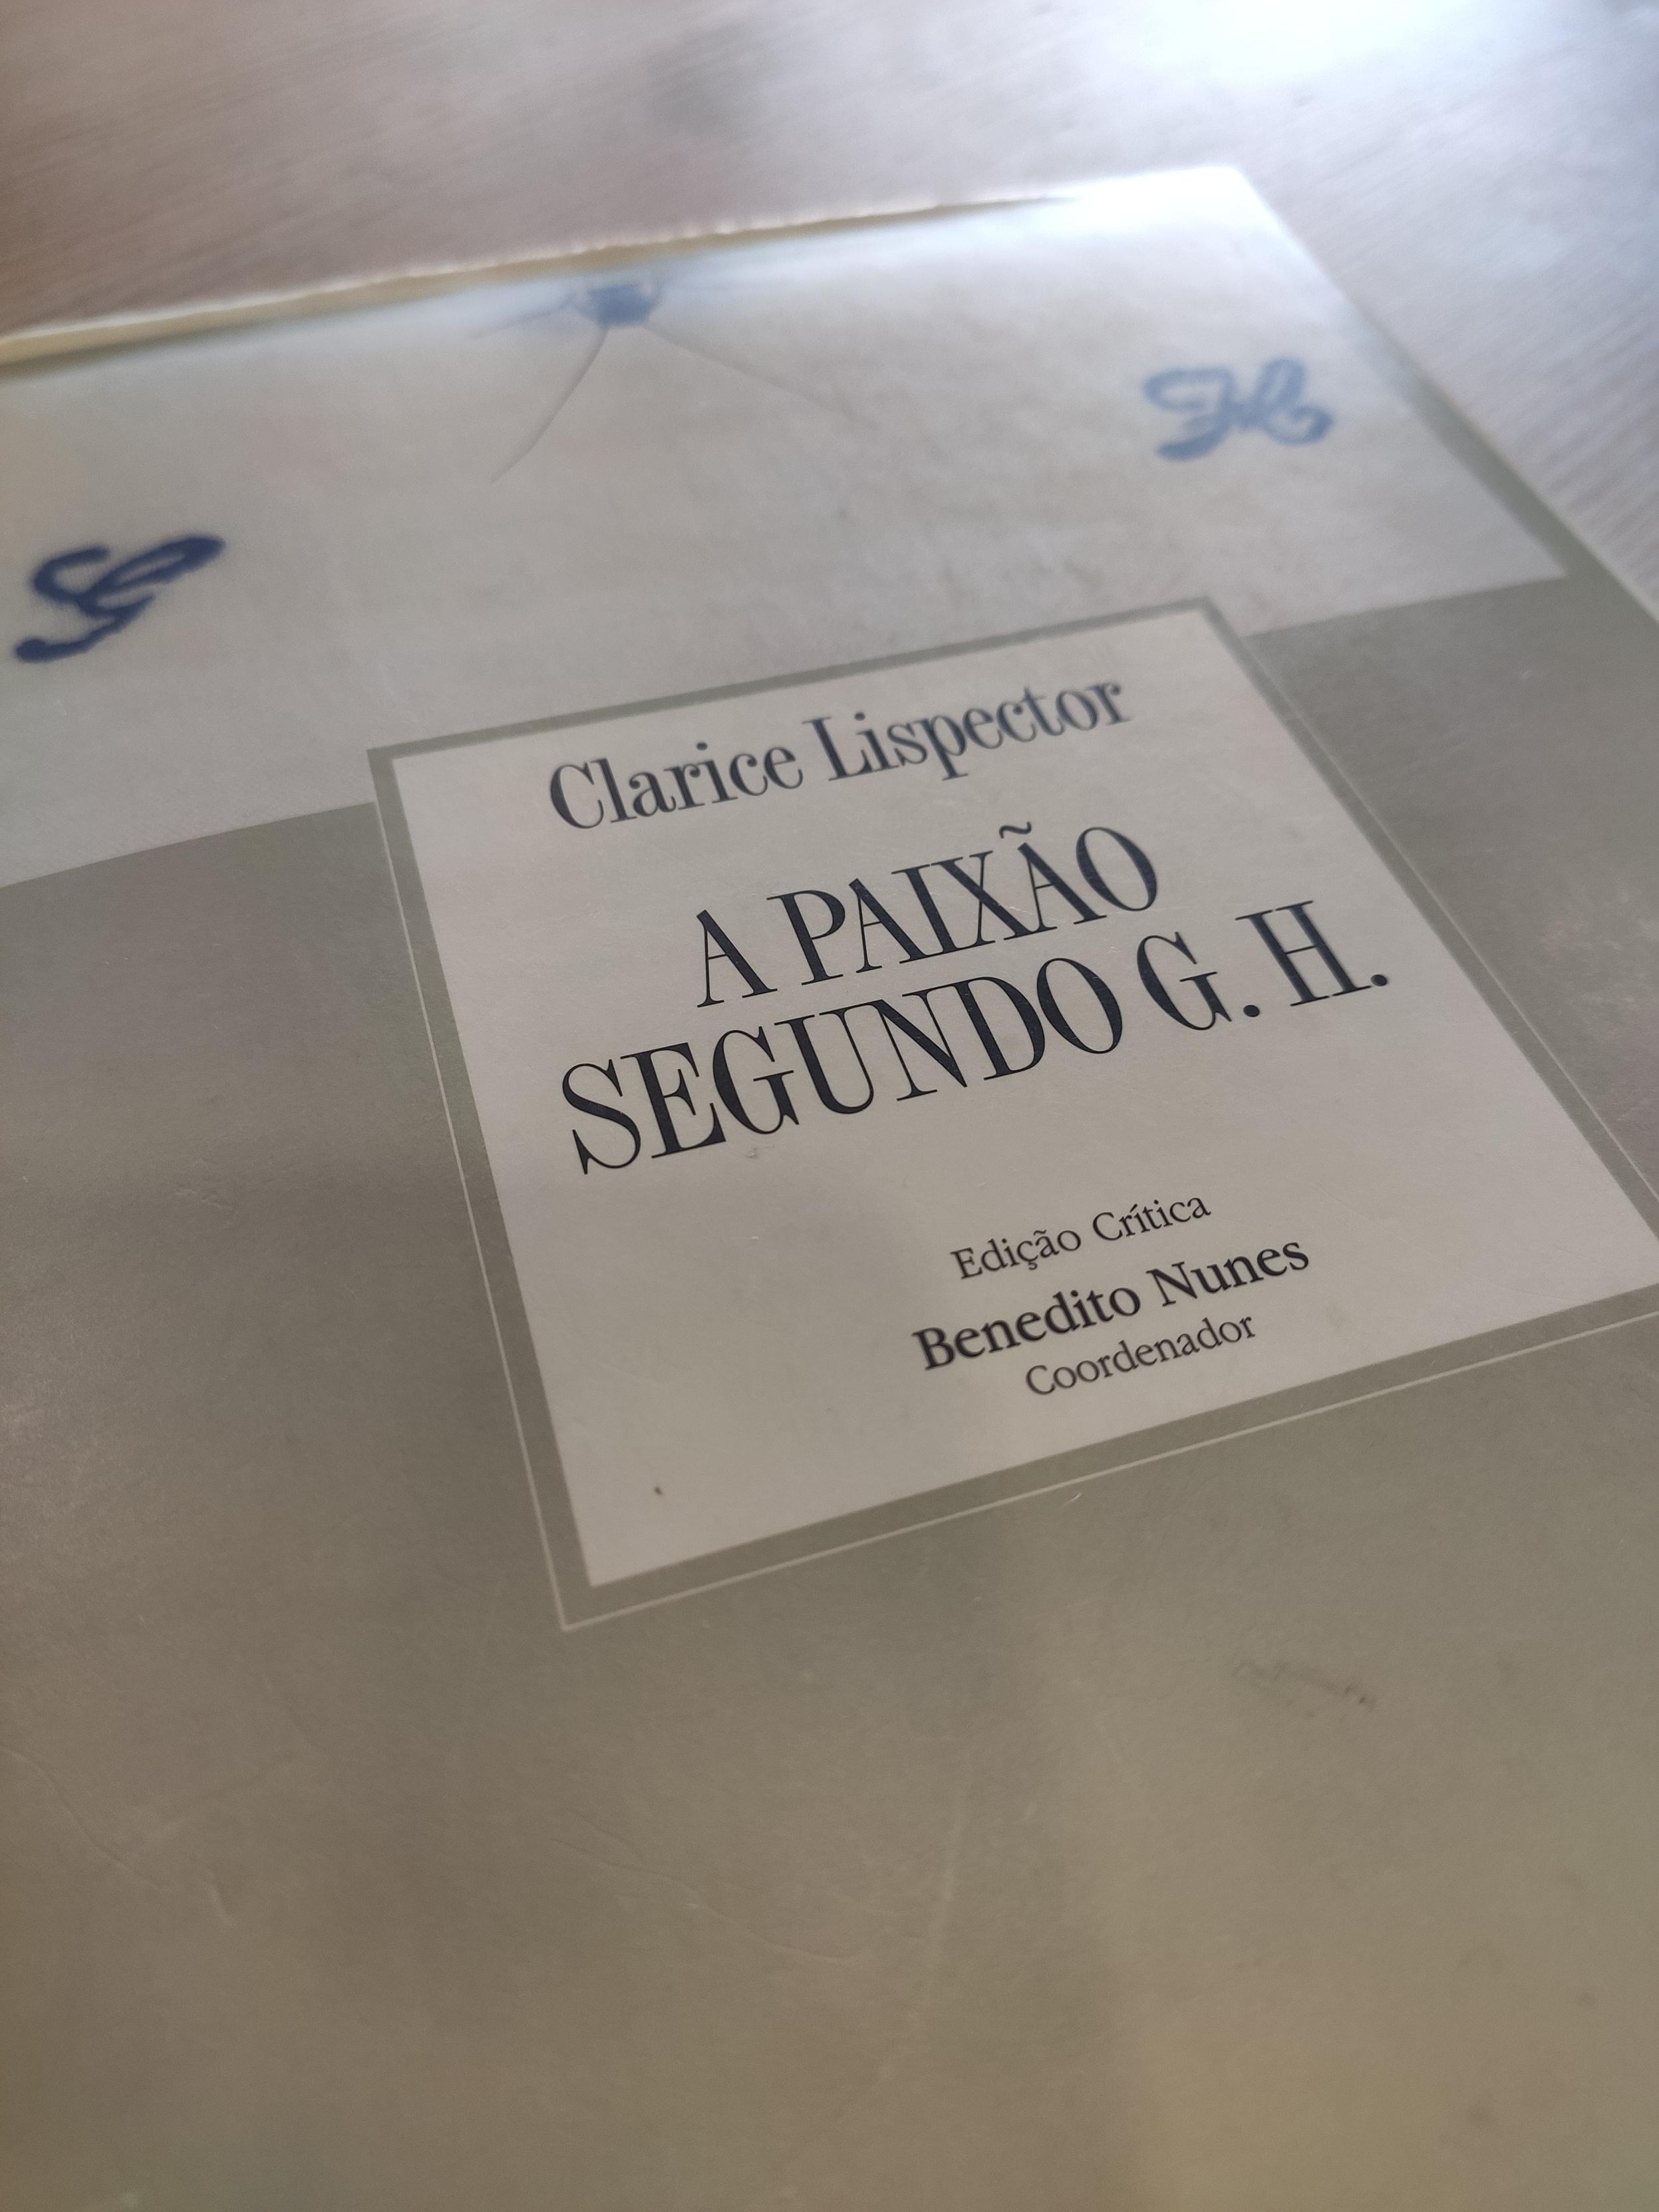 G H
Clarice Lispector
A PAIXÃO
SEGUNDO G. H.
Edição Crítica
Benedito Nunes
Coordenador